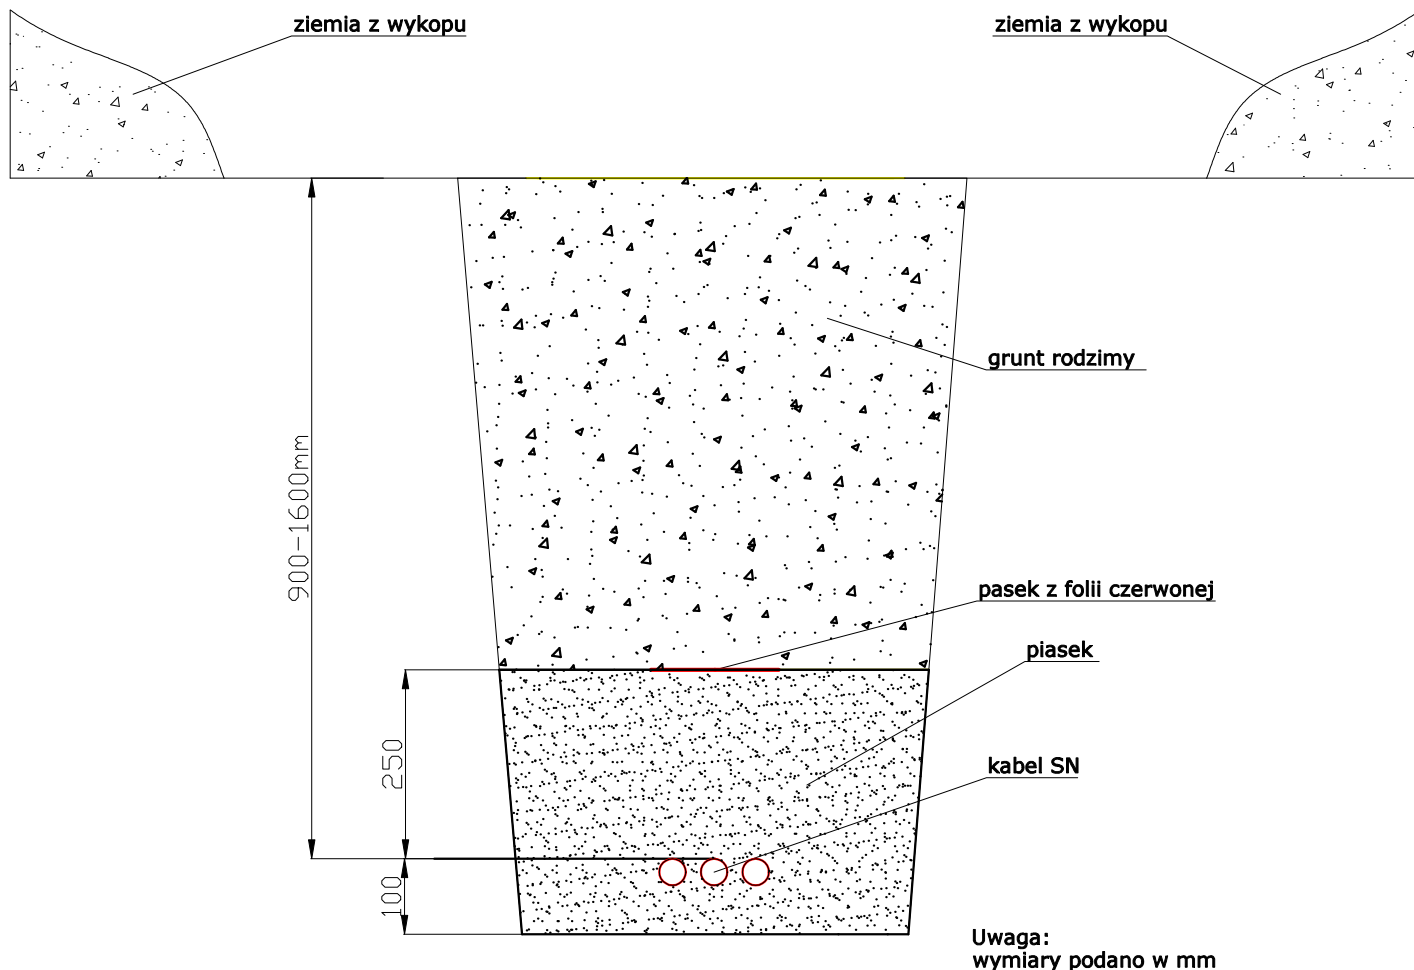 ziemia z wykopu
ziemia z wykopu
grunt rodzimy
900-1600mm
pasek z folii czerwonej
piasek
250
kabel SN
100
Uwaga:
wymiary podano w mm